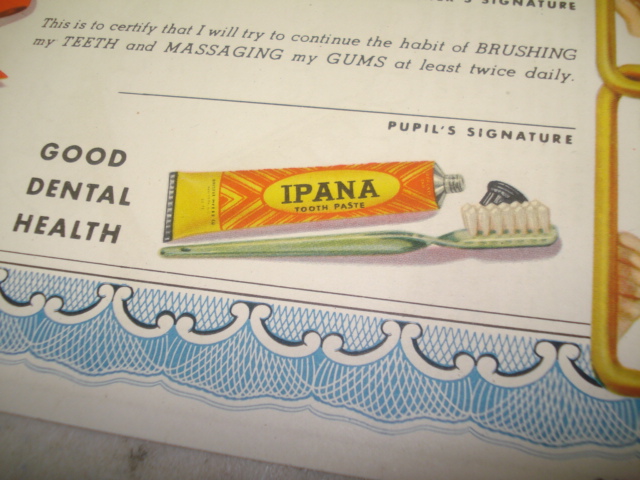 SIGNATURE
This is to certify that I will try to continue the habit of BRUSHING
my TEETH and MASSAGING my GUMS at least twice daily.
PUPIL'S SIGNATURE
GOOD
DENTAL
HEALTH
IPANA
TOOTH PASTE